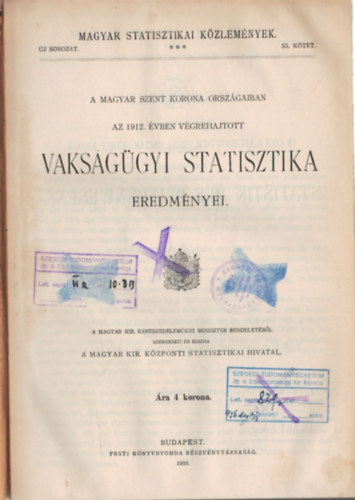 MAGYAR STATISZTIKAI KÖZLEMÉNYEK.
ÚJ SOROZAT. *** KÖTET.
A MAGYAR SZENT KORONA ORSZÁGAIBAN
AZ 1912. ÉVBEN VÉGREHAJTOTT
VAKSÁGÜGYI STATISZTIKA
EREDMÉNYEI.
A MAGYAR KIR. KERESKEDELEMÜGYI MINISZTER RENDELETÉBŐL
SZERKESZTI ÉS KIADJA
A MAGYAR KIR. KÖZPONTI STATISZTIKAI HIVATAL.
Ára 4 korona.
BUDAPEST.
PESTI KÖNYVNYOMDA RÉSZVÉNYTÁRSASÁG.